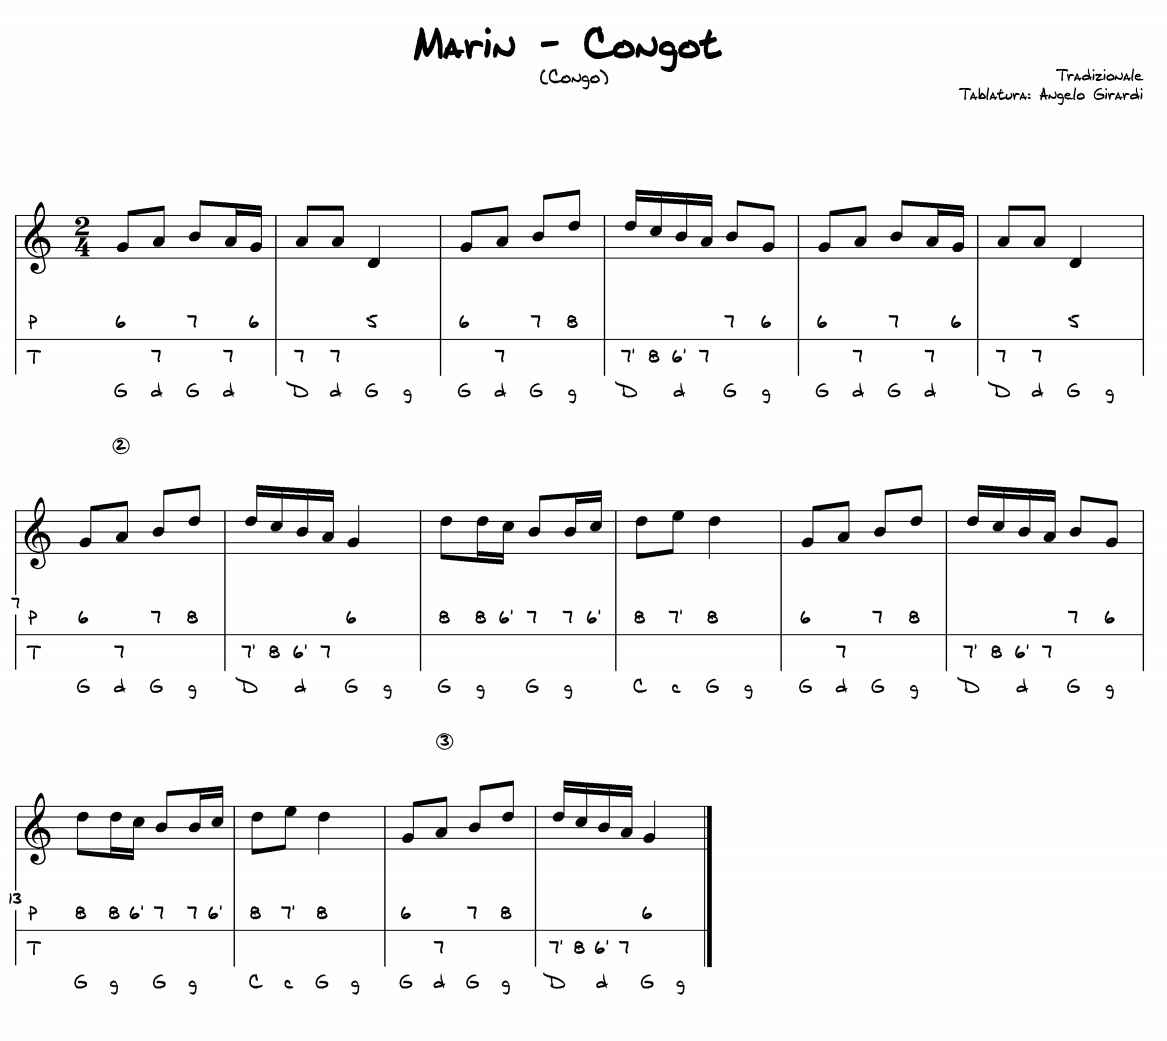 Marin - Congot
(Congo)
Tradizionale
Tablatura: Angelo Girardi
2
4
P 6 7 6 5 6 7 8 7 6 6 7 6 5
T 7 7 7 7 7 7' 8 6' 7 7 7 7 7
G d G d D d G g G d G g D d G g G d G d D d G g
②
7
P 6 7 8 6 8 8 6' 7 7 6' 8 7' 8 6 7 8 7 6
T 7 7' 8 6' 7 7 7' 8 6' 7
G d G g D d G g G g G g C c G g G d G g D d G g
③
13
P 8 8 6' 7 7 6' 8 7' 8 6 7 8 6
T 7 7' 8 6' 7
G g G g C c G g G d G g D d G g